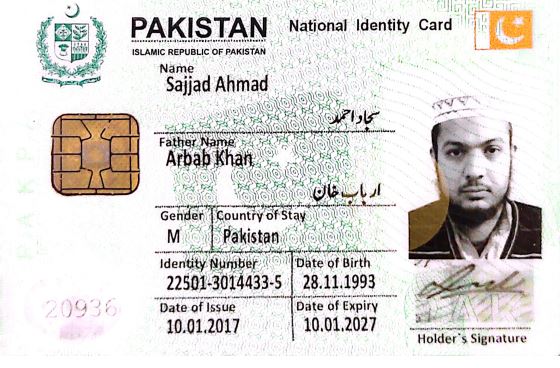 PAKISTAN National Identity Card
ISLAMIC REPUBLIC OF PAKISTAN
Name
Sajjad Ahmad
سجاد احمد
Father Name
Arbab Khan
ارباب خان
Gender Country of Stay
M Pakistan
Identity Number Date of Birth
22501-3014433-5 28.11.1993
Date of Issue Date of Expiry
10.01.2017 10.01.2027
20936
Holder`s Signature